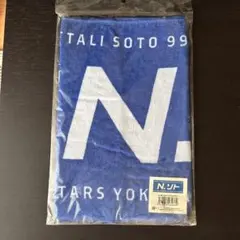 TALI SOTO 99
N.
TARS YOK
N.ソト